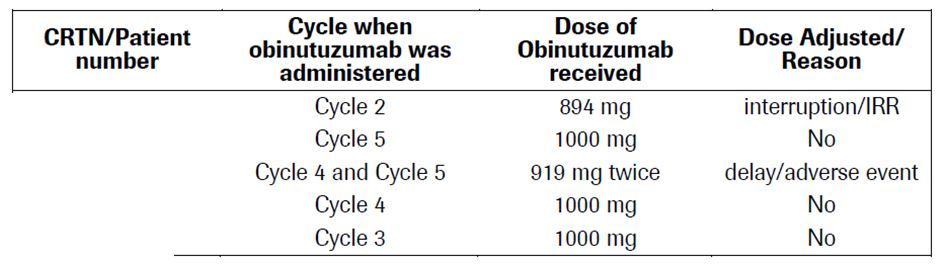 CRTN/Patient number | Cycle when obinutuzumab was administered | Dose of Obinutuzumab received | Dose Adjusted/ Reason
Cycle 2 | 894 mg | interruption/IRR
Cycle 5 | 1000 mg | No
Cycle 4 and Cycle 5 | 919 mg twice | delay/adverse event
Cycle 4 | 1000 mg | No
Cycle 3 | 1000 mg | No